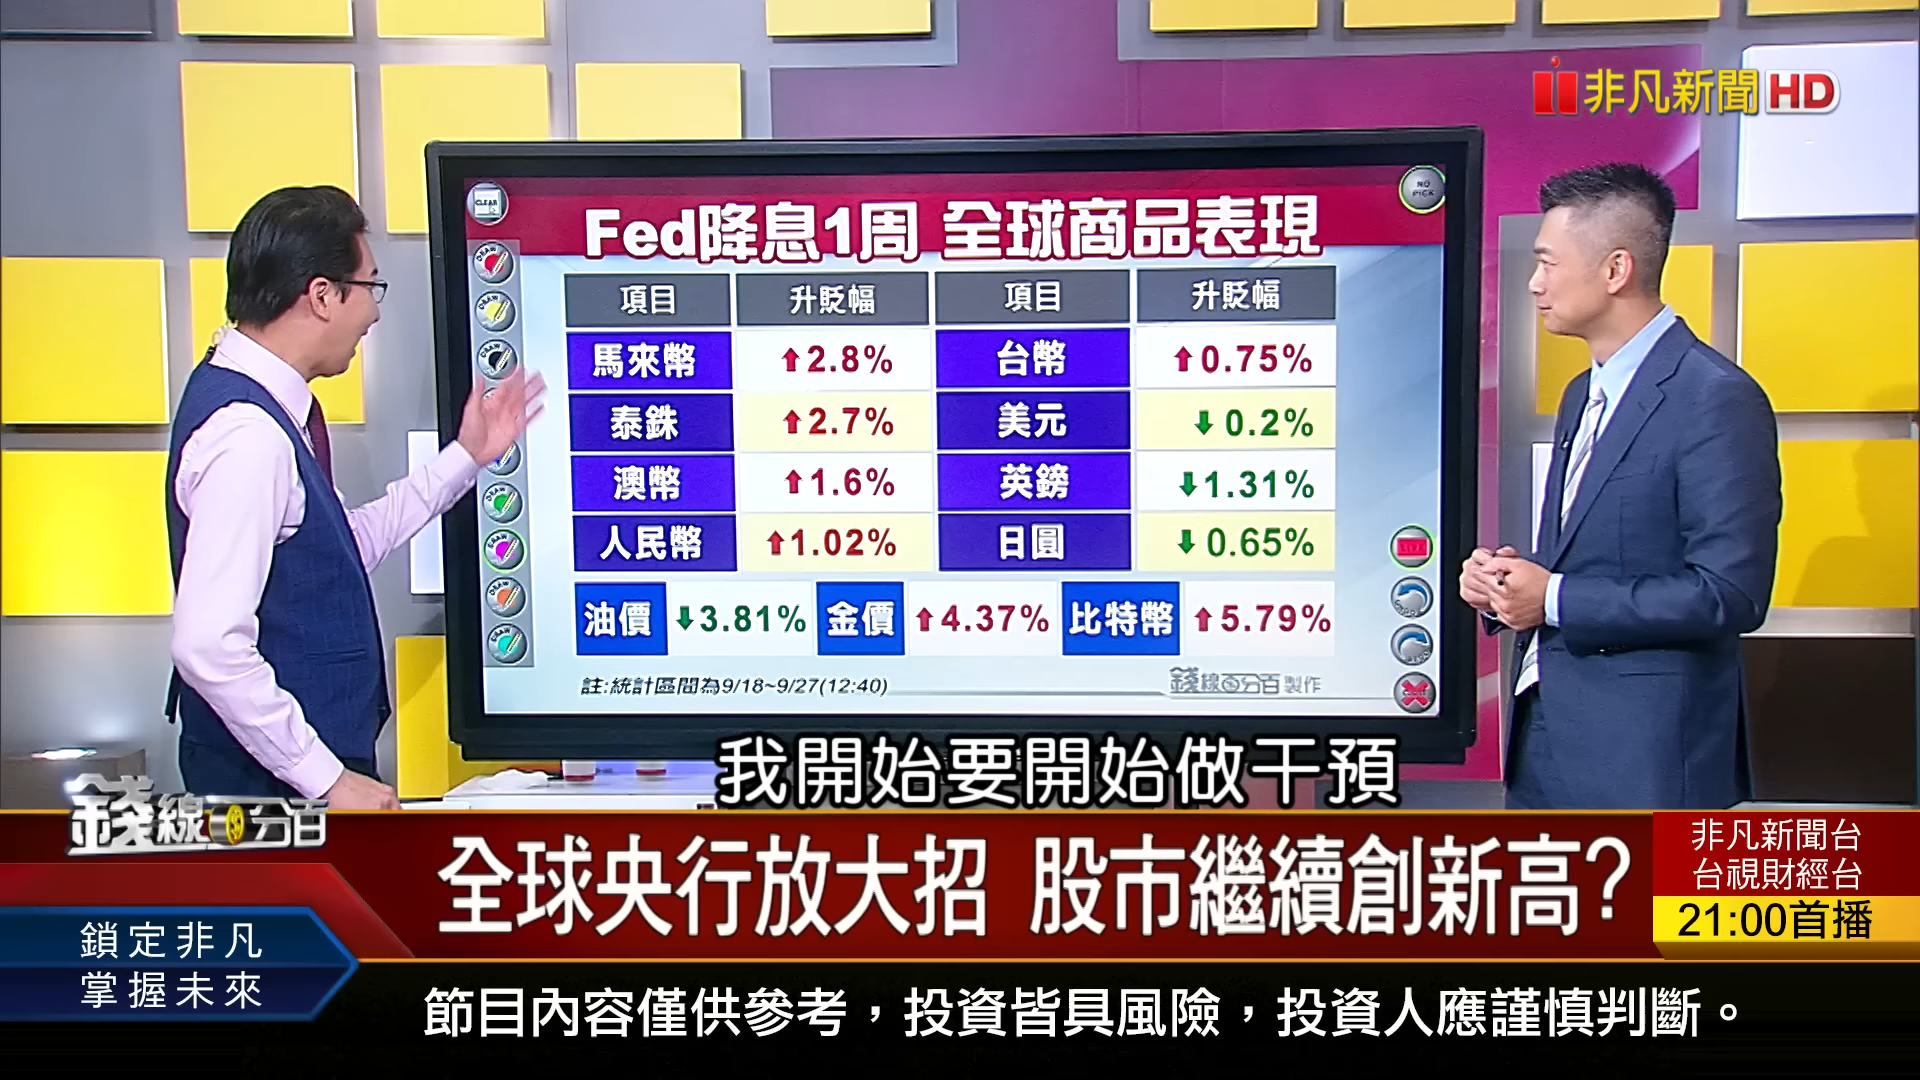 非凡新聞HD
CLEAR
NO PICK
Fed降息1周 全球商品表現
項目 升貶幅 項目 升貶幅
馬來幣 ⬆2.8% 台幣 ⬆0.75%
泰銖 ⬆2.7% 美元 ⬇0.2%
澳幣 ⬆1.6% 英鎊 ⬇1.31%
人民幣 ⬆1.02% 日圓 ⬇0.65%
油價 ⬇3.81% 金價 ⬆4.37% 比特幣 ⬆5.79%
註:統計區間為9/18~9/27(12:40)
錢線百分百 製作
我開始要開始做干預
錢線百分百
全球央行放大招 股市繼續創新高?
非凡新聞台
台視財經台
21:00首播
鎖定非凡
掌握未來
節目內容僅供參考，投資皆具風險，投資人應謹慎判斷。